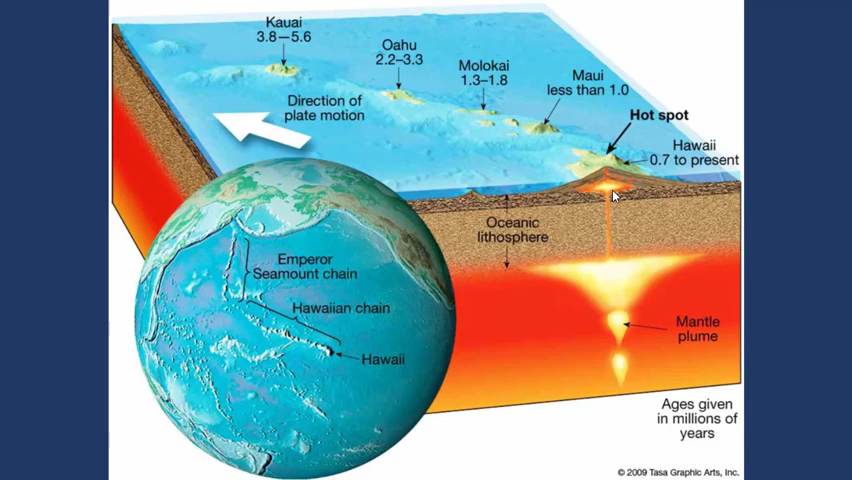 Kauai
3.8–5.6
Oahu
2.2–3.3
Molokai
1.3–1.8
Maui
less than 1.0
Direction of
plate motion
Hot spot
Hawaii
0.7 to present
Oceanic
lithosphere
Emperor
Seamount chain
Hawaiian chain
Hawaii
Mantle
plume
Ages given
in millions of
years
© 2009 Tasa Graphic Arts, Inc.